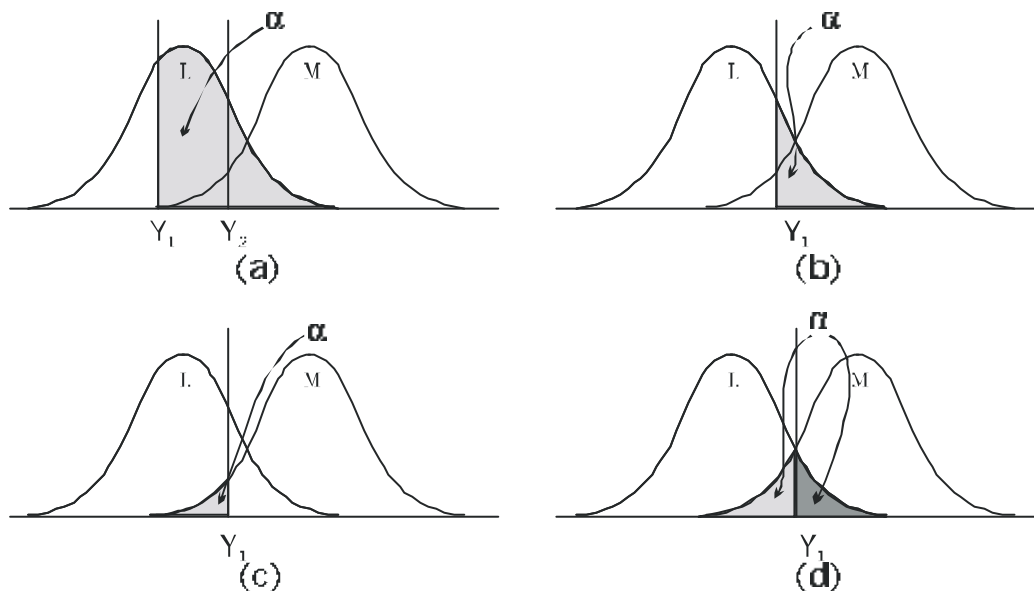 α α
L M L M
Y₁ Y₂ Y₁
(a) (b)
α α
L M L M
Y₁ Y₁
(c) (d)